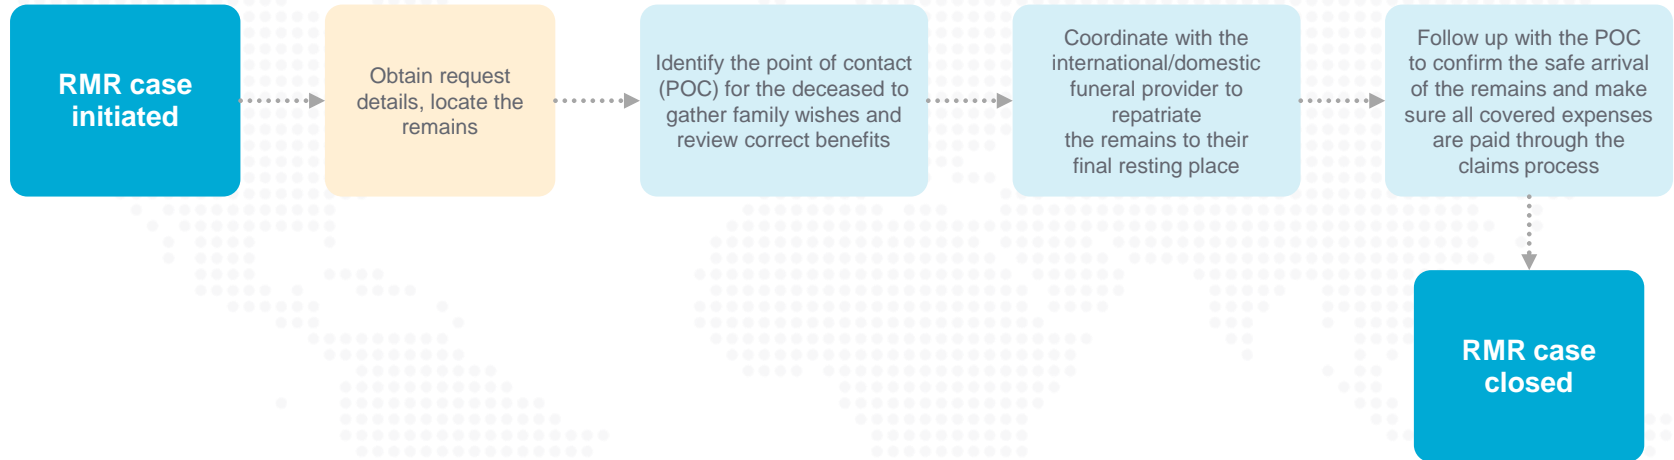 RMR case
initiated
Obtain request
details, locate the
remains
Identify the point of contact
(POC) for the deceased to
gather family wishes and
review correct benefits
Coordinate with the
international/domestic
funeral provider to
repatriate
the remains to their
final resting place
Follow up with the POC
to confirm the safe arrival
of the remains and make
sure all covered expenses
are paid through the
claims process
RMR case
closed